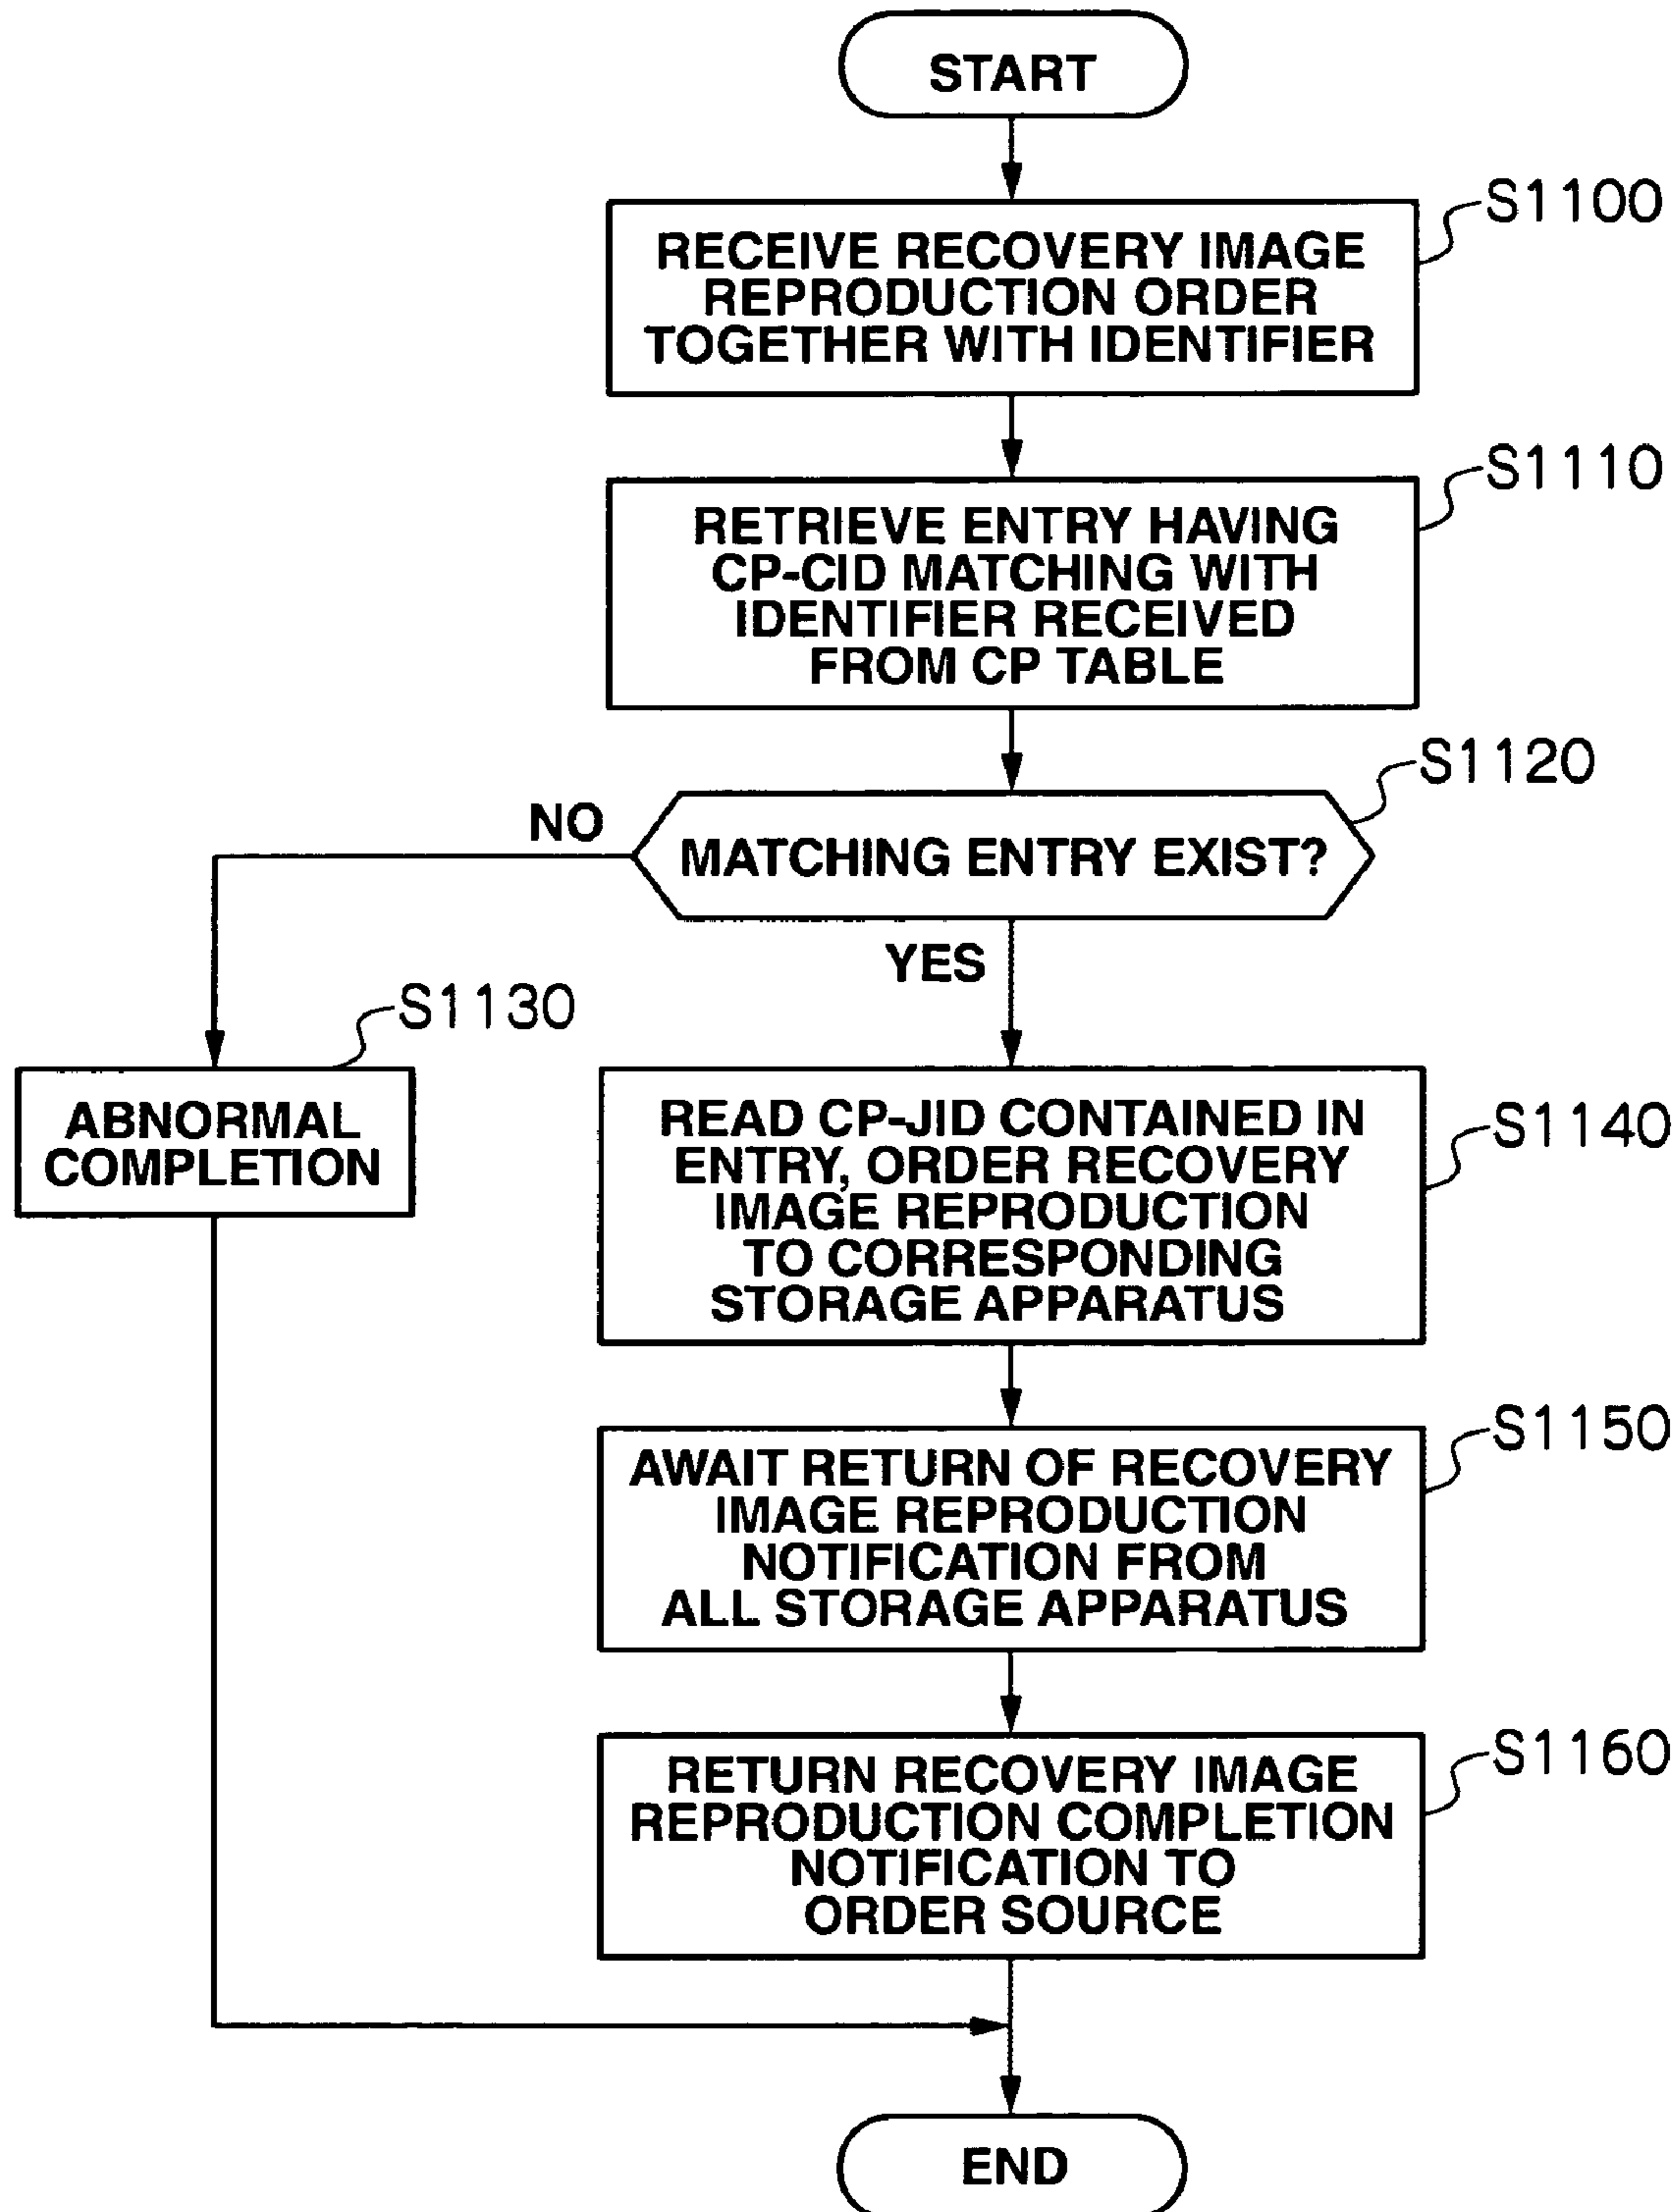 START
S1100
RECEIVE RECOVERY IMAGE
REPRODUCTION ORDER
TOGETHER WITH IDENTIFIER
S1110
RETRIEVE ENTRY HAVING
CP-CID MATCHING WITH
IDENTIFIER RECEIVED
FROM CP TABLE
S1120
NO
MATCHING ENTRY EXIST?
YES
S1130
ABNORMAL
COMPLETION
S1140
READ CP-JID CONTAINED IN
ENTRY, ORDER RECOVERY
IMAGE REPRODUCTION
TO CORRESPONDING
STORAGE APPARATUS
S1150
AWAIT RETURN OF RECOVERY
IMAGE REPRODUCTION
NOTIFICATION FROM
ALL STORAGE APPARATUS
S1160
RETURN RECOVERY IMAGE
REPRODUCTION COMPLETION
NOTIFICATION TO
ORDER SOURCE
END